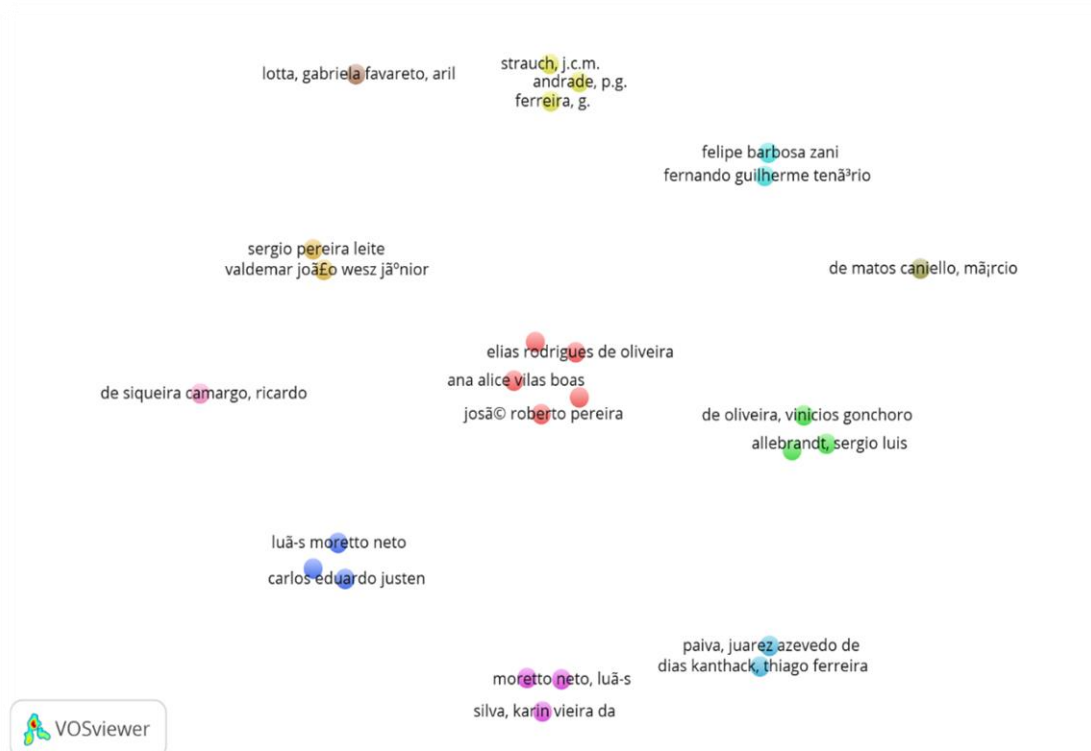 strauch, j.c.m.
lotta, gabriela favareto, aril
andrade, p.g.
ferreira, g.
felipe barbosa zani
fernando guilherme tenã³rio
sergio pereira leite
valdemar joã£o wesz jãºnior
de matos caniello, mã¡rcio
elias rodrigues de oliveira
ana alice vilas boas
de siqueira camargo, ricardo
josã© roberto pereira
de oliveira, vinicios gonchoro
allebrandt, sergio luis
luã-s moretto neto
carlos eduardo justen
paiva, juarez azevedo de
dias kanthack, thiago ferreira
moretto neto, luã-s
silva, karin vieira da
VOSviewer